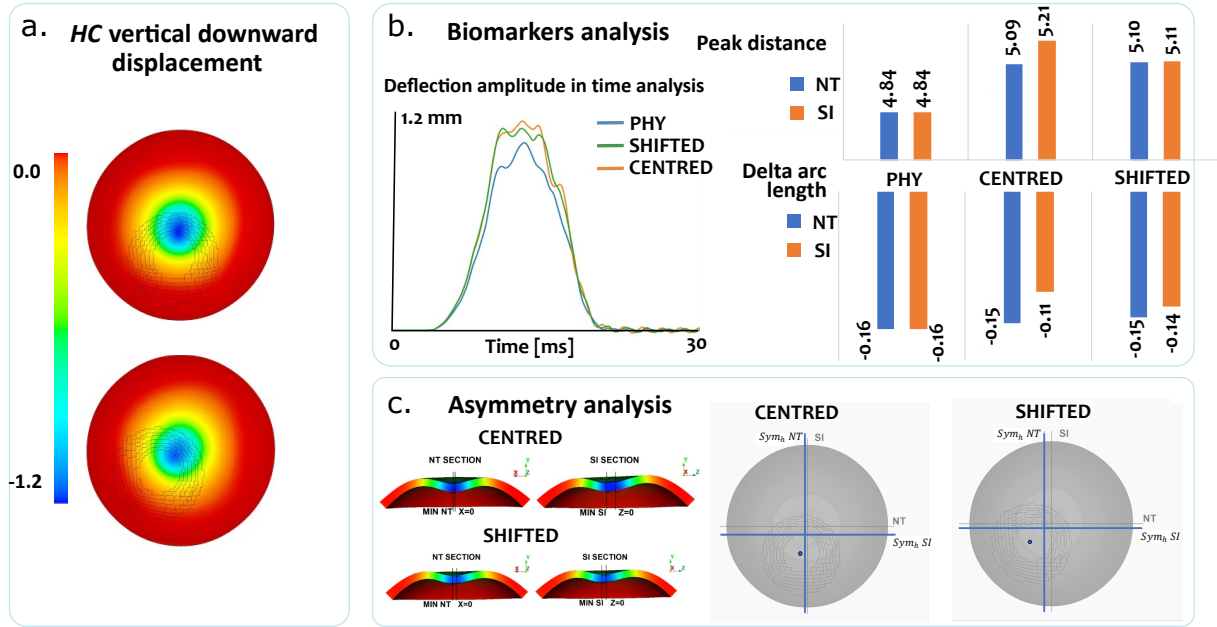 a.
HC vertical downward
displacement
0.0
-1.2
b.
Biomarkers analysis
Deflection amplitude in time analysis
1.2 mm
PHY
SHIFTED
CENTRED
0
Time [ms]
30
Peak distance
NT
SI
4.84
4.84
5.09
5.21
5.10
5.11
Delta arc
length
NT
SI
PHY
CENTRED
SHIFTED
-0.16
-0.16
-0.15
-0.11
-0.15
-0.14
c.
Asymmetry analysis
CENTRED
NT SECTION
SI SECTION
Y
X
Z
Y
X
Z
MIN NT
X=0
MIN SI
Z=0
SHIFTED
NT SECTION
SI SECTION
Y
X
Z
Y
X
Z
MIN NT
X=0
MIN SI
Z=0
CENTRED
Sym_h NT
SI
NT
Sym_h SI
SHIFTED
Sym_h NT
SI
NT
Sym_h SI